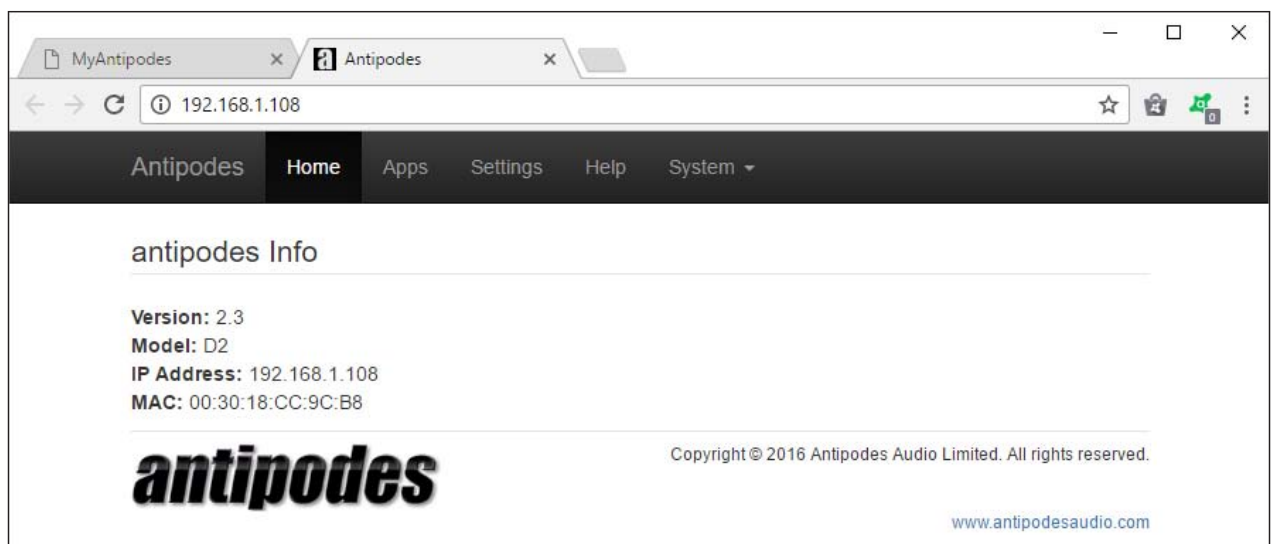 MyAntipodes
a Antipodes
192.168.1.108
0
Antipodes Home Apps Settings Help System
antipodes Info
Version: 2.3
Model: D2
IP Address: 192.168.1.108
MAC: 00:30:18:CC:9C:B8
antipodes
Copyright © 2016 Antipodes Audio Limited. All rights reserved.
www.antipodesaudio.com